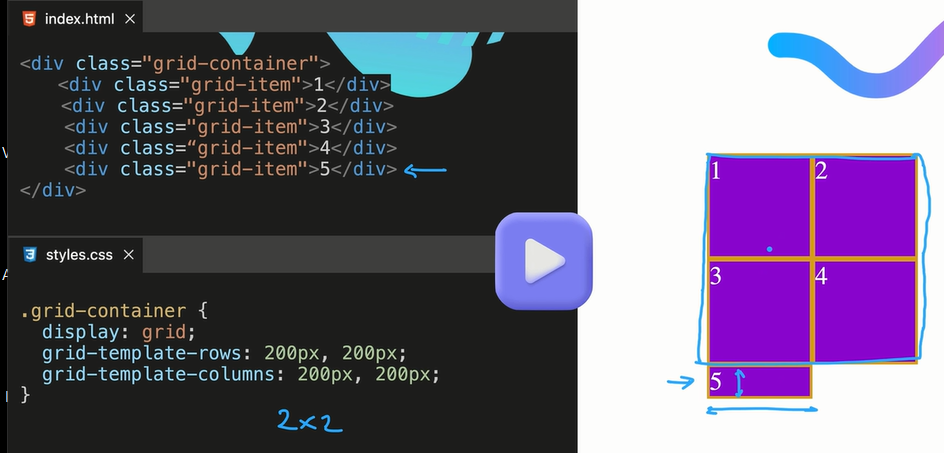 index.html ×
<div class="grid-container">
<div class="grid-item">1</div>
<div class="grid-item">2</div>
<div class="grid-item">3</div>
<div class=“grid-item">4</div>
<div class="grid-item">5</div>
</div>
styles.css ×
.grid-container {
display: grid;
grid-template-rows: 200px, 200px;
grid-template-columns: 200px, 200px;
}
2x2
1 2
3 4
5